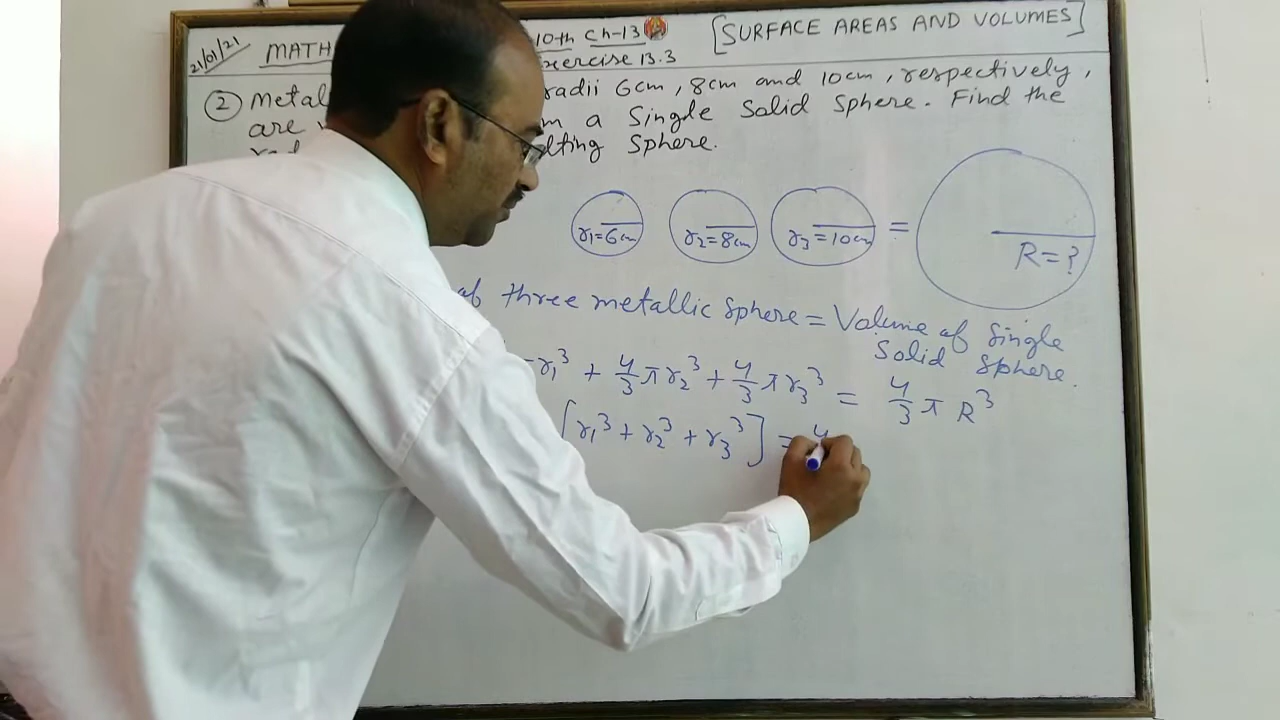 21/01/21 MATH 10th Ch-13 [SURFACE AREAS AND VOLUMES]
Exercise 13.3
② Metal radii 6cm, 8cm and 10cm, respectively,
are m a Single Solid Sphere. Find the
lting Sphere.
r₁=6cm r₂=8cm r₃=10cm = R=?
of three metallic Sphere = Volume of Single
Solid Sphere.
r₁³ + 4/3 π r₂³ + 4/3 π r₃³ = 4/3 π R³
[r₁³ + r₂³ + r₃³] = 4